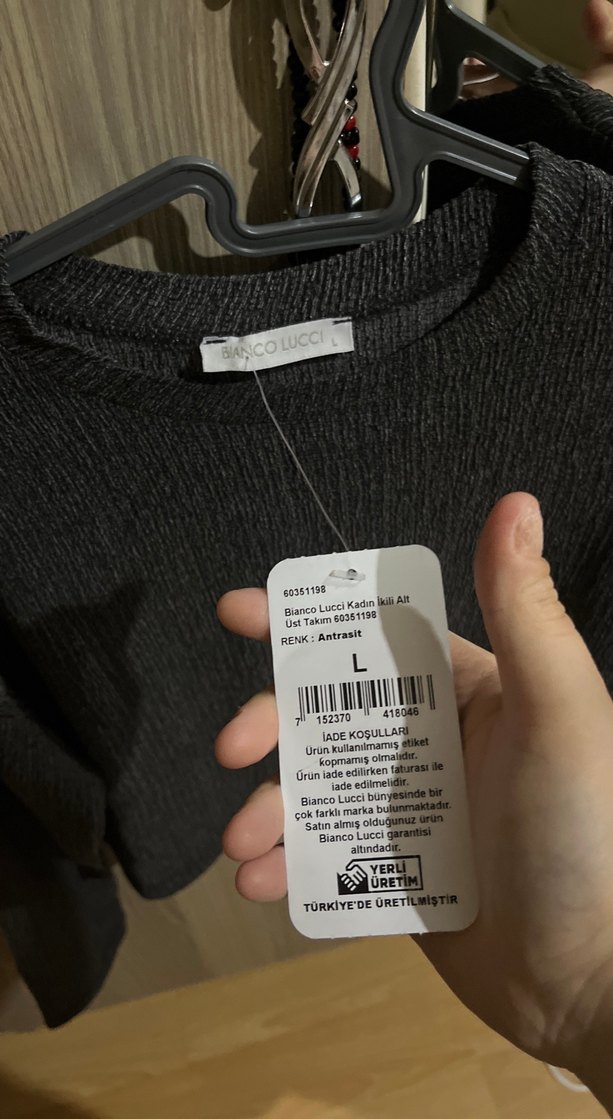 BIANCO LUCCI L
60351198
Bianco Lucci Kadın İkili Alt
Üst Takım 60351198
RENK : Antrasit
L
7 152370 418046
İADE KOŞULLARI
Ürün kullanılmamış etiket
kopmamış olmalıdır.
Ürün iade edilirken faturası ile
iade edilmelidir.
Bianco Lucci bünyesinde bir
çok farklı marka bulunmaktadır.
Satın almış olduğunuz ürün
Bianco Lucci garantisi
altındadır.
YERLİ
ÜRETİM
TÜRKİYE'DE ÜRETİLMİŞTİR